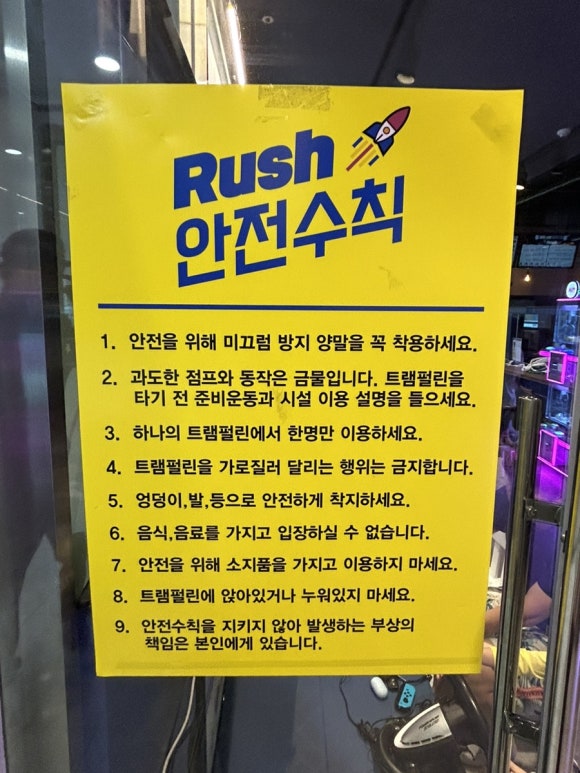 Rush
안전수칙
1. 안전을 위해 미끄럼 방지 양말을 꼭 착용하세요.
2. 과도한 점프와 동작은 금물입니다. 트램펄린을
타기 전 준비운동과 시설 이용 설명을 들으세요.
3. 하나의 트램펄린에서 한명만 이용하세요.
4. 트램펄린을 가로질러 달리는 행위는 금지합니다.
5. 엉덩이,발,등으로 안전하게 착지하세요.
6. 음식,음료를 가지고 입장하실 수 없습니다.
7. 안전을 위해 소지품을 가지고 이용하지 마세요.
8. 트램펄린에 앉아있거나 누워있지 마세요.
9. 안전수칙을 지키지 않아 발생하는 부상의
책임은 본인에게 있습니다.